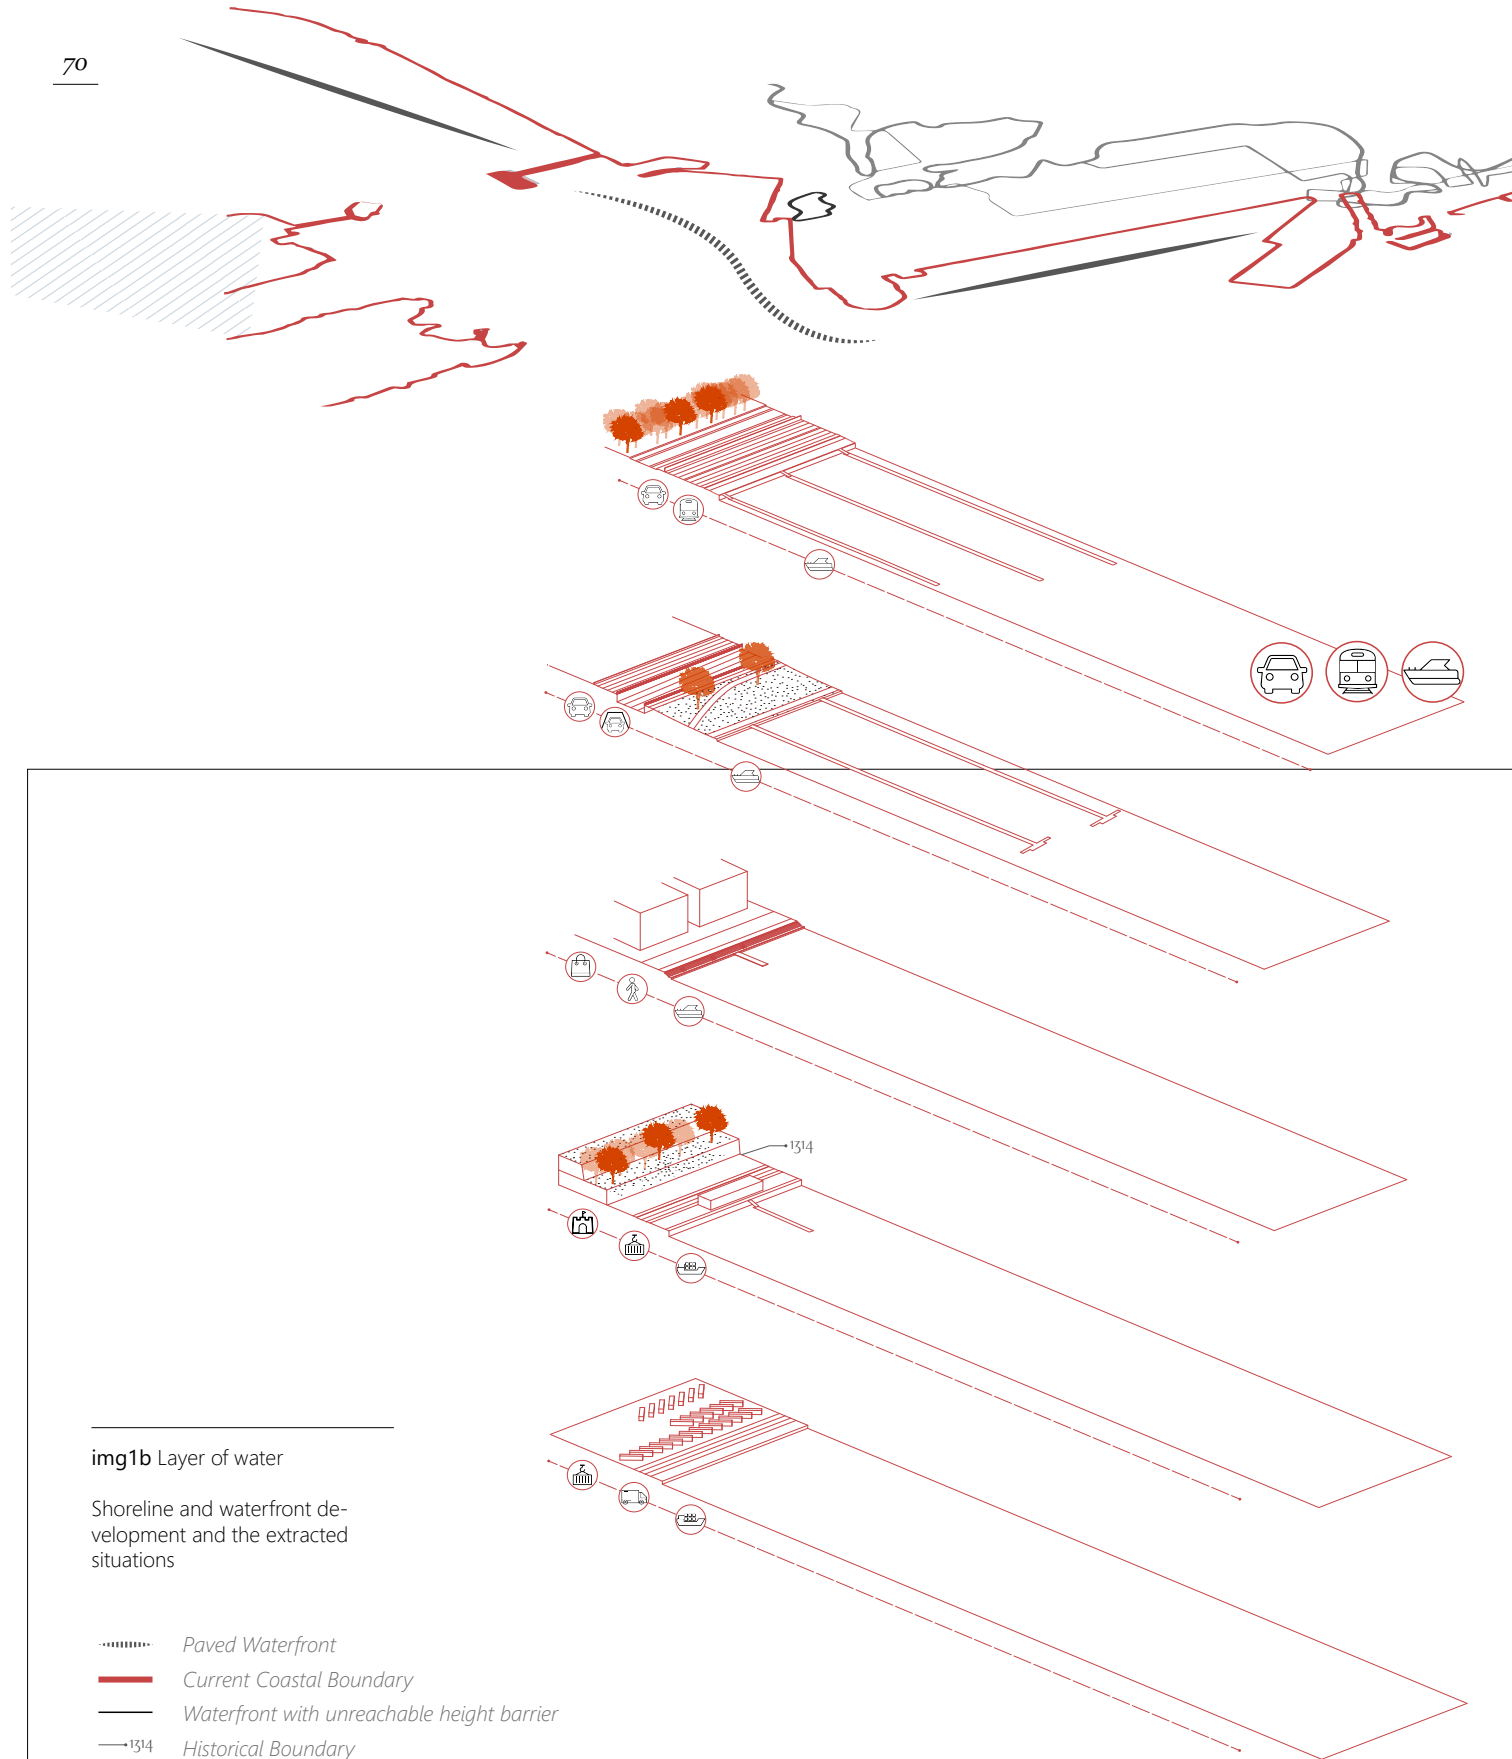 70
1314
img1b Layer of water
Shoreline and waterfront de-
velopment and the extracted
situations
Paved Waterfront
Current Coastal Boundary
Waterfront with unreachable height barrier
1314 Historical Boundary